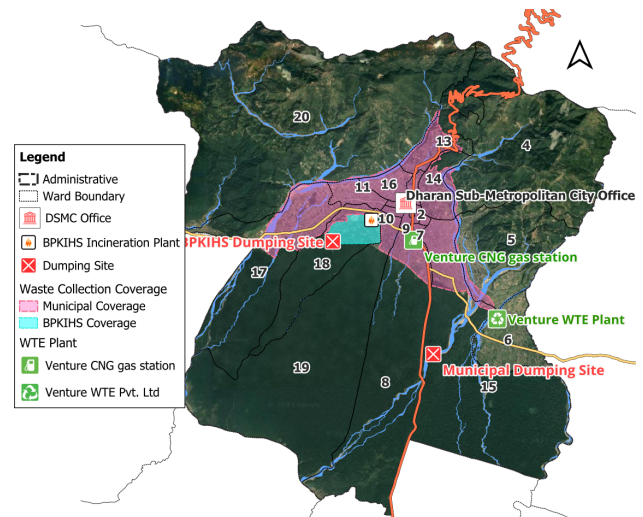 20
13
4
14
16
11
Dharan Sub-Metropolitan City Office
2
10
9
7
5
BPKIHS Dumping Site
Venture CNG gas station
17
18
Venture WTE Plant
6
Municipal Dumping Site
19
8
15
Legend
Administrative
Ward Boundary
DSMC Office
BPKIHS Incineration Plant
Dumping Site
Waste Collection Coverage
Municipal Coverage
BPKIHS Coverage
WTE Plant
Venture CNG gas station
Venture WTE Pvt. Ltd